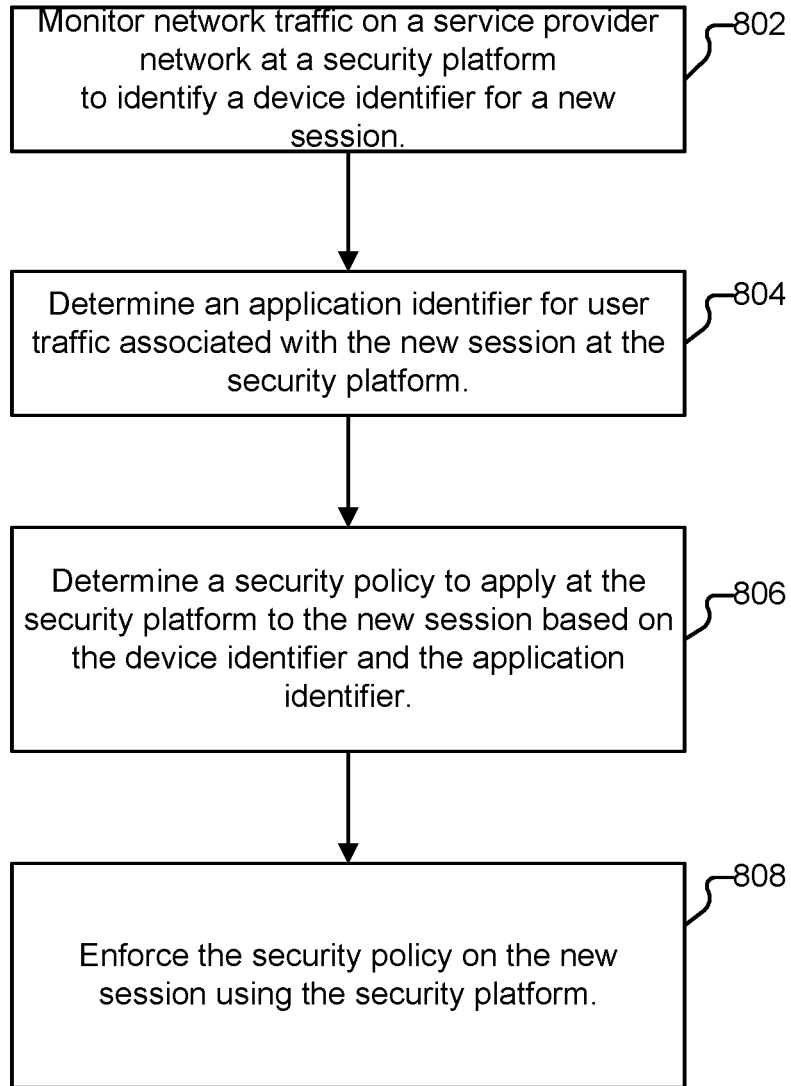 Monitor network traffic on a service provider
network at a security platform
to identify a device identifier for a new
session.
802
Determine an application identifier for user
traffic associated with the new session at the
security platform.
804
Determine a security policy to apply at the
security platform to the new session based on
the device identifier and the application
identifier.
806
Enforce the security policy on the new
session using the security platform.
808